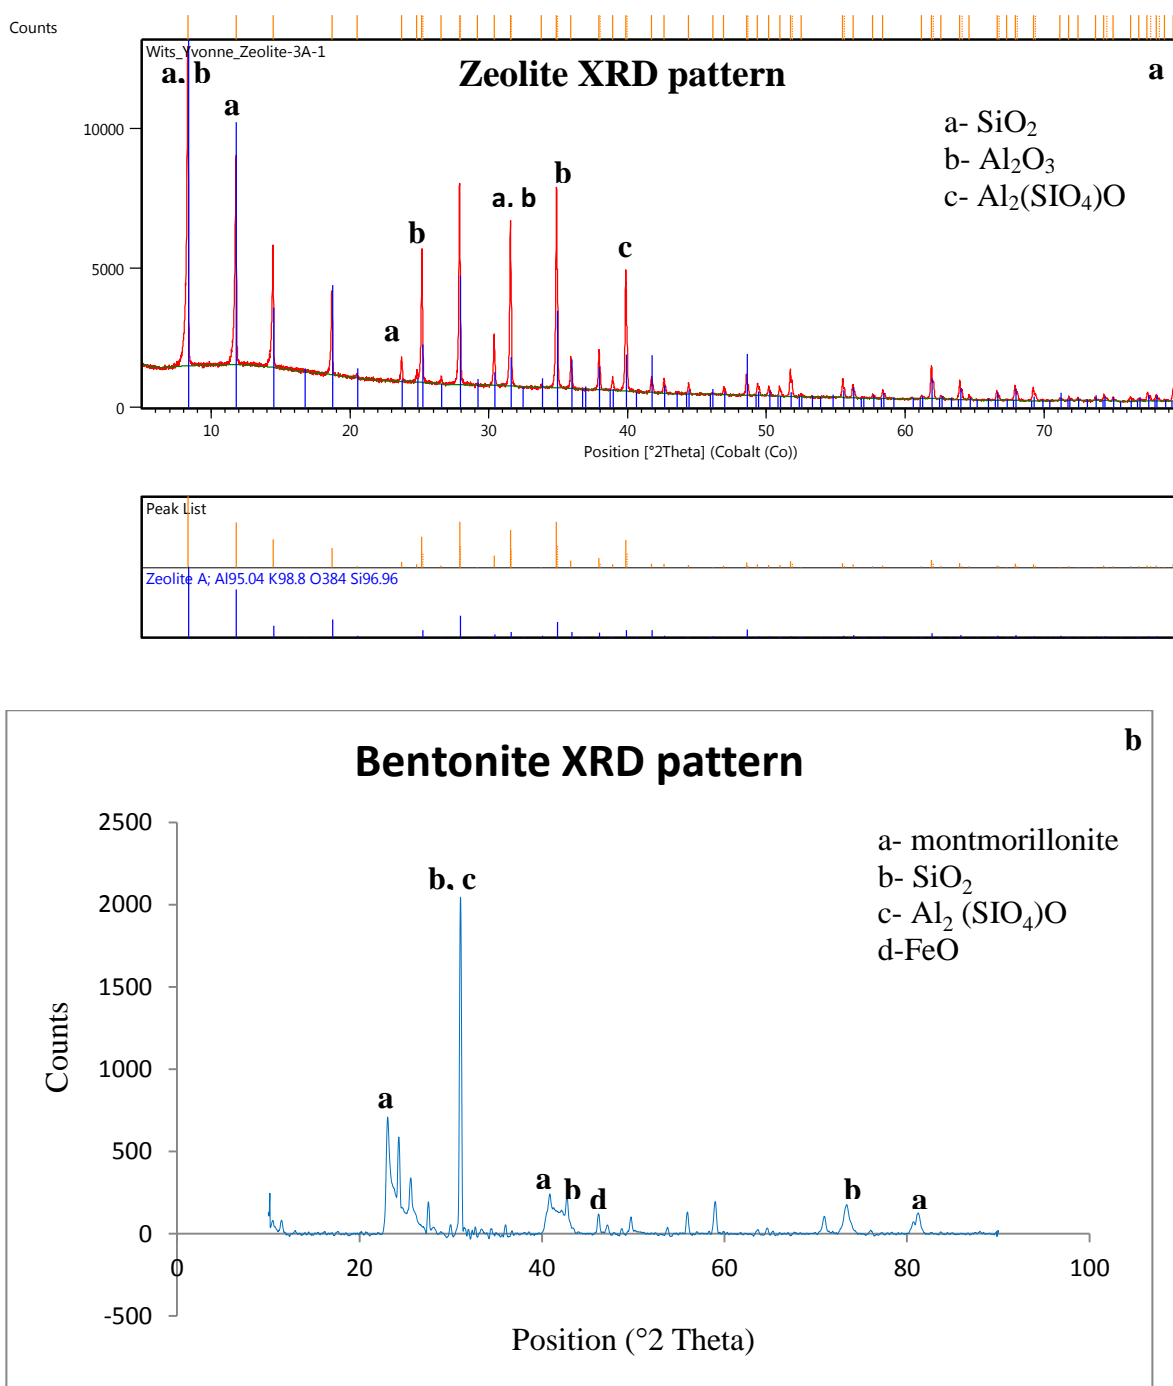 Counts
Wits_Yvonne_Zeolite-3A-1
Zeolite XRD pattern
a
a. b
a
a- SiO₂
b- Al₂O₃
c- Al₂(SIO₄)O
10000
b
a. b
b
c
5000
a
0
10 20 30 40 50 60 70
Position [°2Theta] (Cobalt (Co))
Peak List
Zeolite A; Al95.04 K98.8 O384 Si96.96
b
Bentonite XRD pattern
2500
a- montmorillonite
b- SiO₂
c- Al₂ (SIO₄)O
d-FeO
b, c
2000
1500
Counts
1000
a
500
a b d b a
0
0 20 40 60 80 100
-500
Position (°2 Theta)